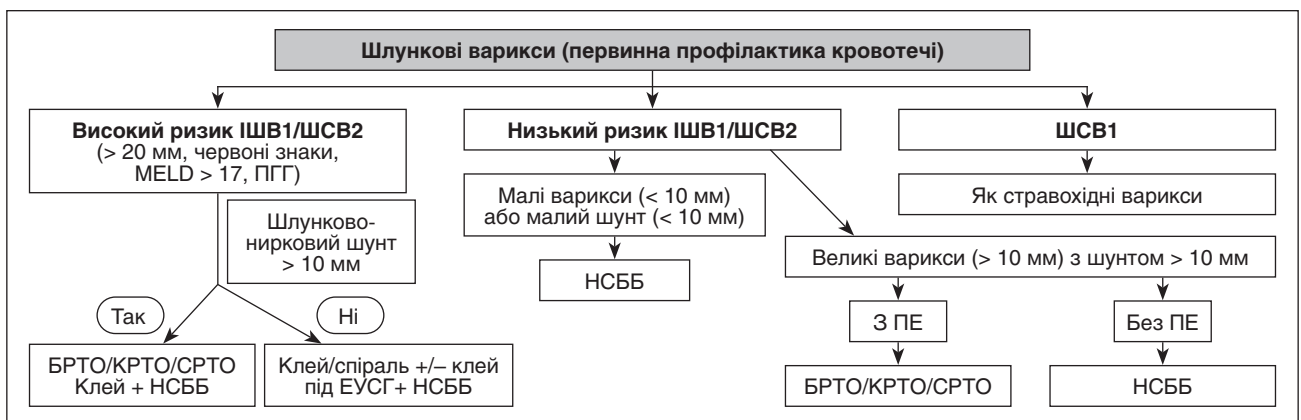 Шлункові варикси (первинна профілактика кровотечі)
Високий ризик ІШВ1/ШСВ2
(> 20 мм, червоні знаки,
MELD > 17, ПГГ)
Шлунково-
нирковий шунт
> 10 мм
Так
Ні
БРТО/КРТО/СРТО
Клей + НСББ
Клей/спіраль +/– клей
під ЕУСГ+ НСББ
Низький ризик ІШВ1/ШСВ2
Малі варикси (< 10 мм)
або малий шунт (< 10 мм)
НСББ
ШСВ1
Як стравохідні варикси
Великі варикси (> 10 мм) з шунтом > 10 мм
З ПЕ
Без ПЕ
БРТО/КРТО/СРТО
НСББ